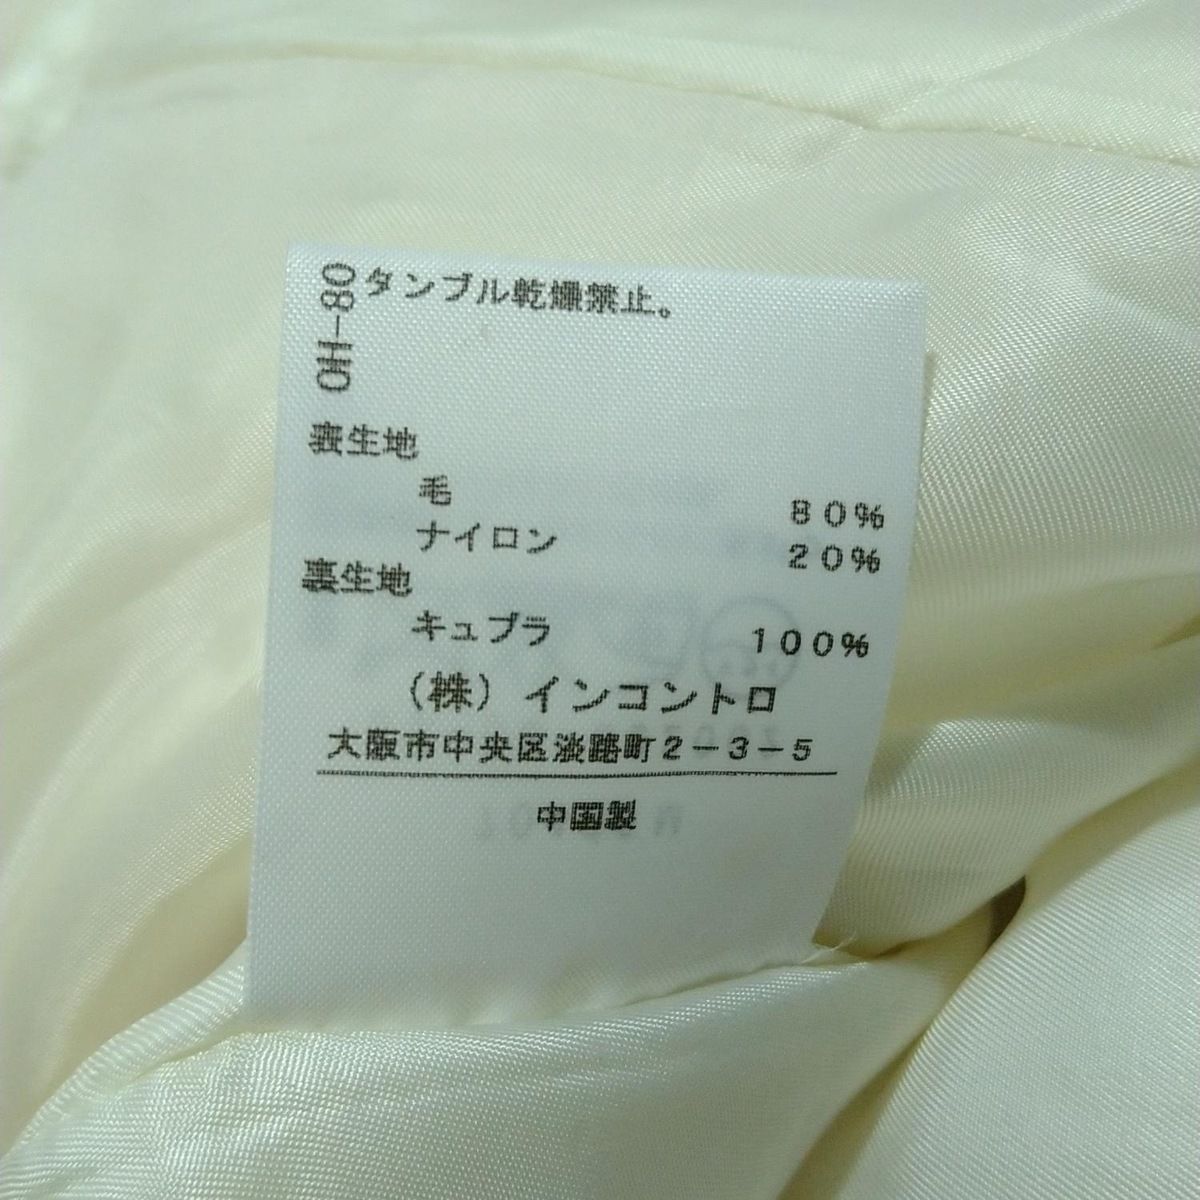 タンブル乾燥禁止。
OH-80
表生地
毛 80%
ナイロン 20%
裏生地
キュプラ 100%
(株)インコントロ
大阪市中央区淡路町2-3-5
中国製